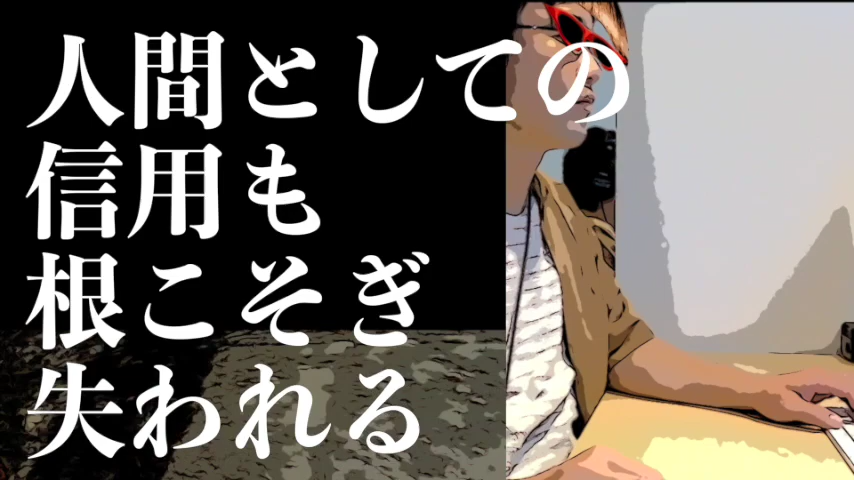 人間としての
信用も
根こそぎ
失われる